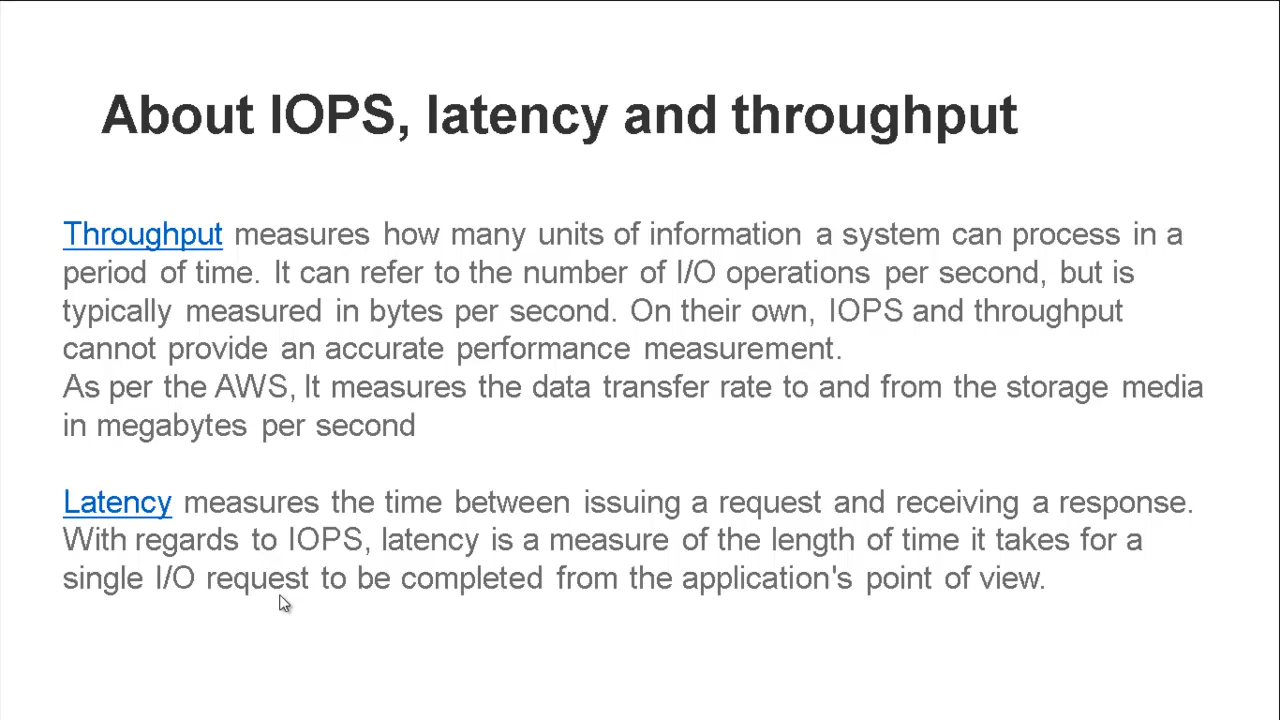 About IOPS, latency and throughput
Throughput measures how many units of information a system can process in a
period of time. It can refer to the number of I/O operations per second, but is
typically measured in bytes per second. On their own, IOPS and throughput
cannot provide an accurate performance measurement.
As per the AWS, It measures the data transfer rate to and from the storage media
in megabytes per second
Latency measures the time between issuing a request and receiving a response.
With regards to IOPS, latency is a measure of the length of time it takes for a
single I/O request to be completed from the application's point of view.